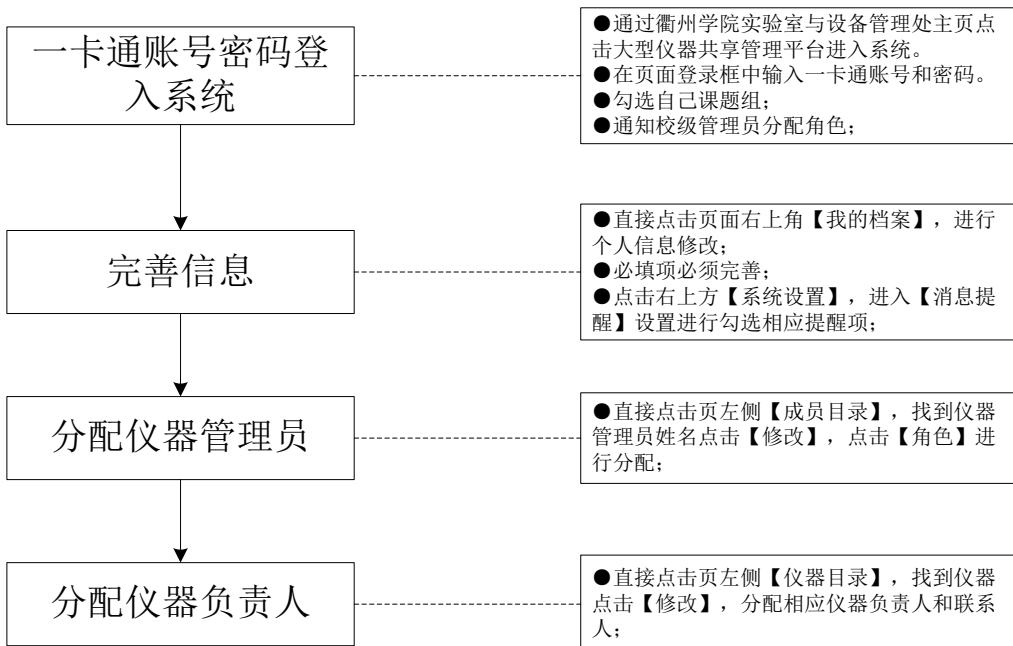 一卡通账号密码登
入系统
●通过衢州学院实验室与设备管理处主页点
击大型仪器共享管理平台进入系统。
●在页面登录框中输入一卡通账号和密码。
●勾选自己课题组；
●通知校级管理员分配角色；
完善信息
●直接点击页面右上角【我的档案】，进行
个人信息修改；
●必填项必须完善；
●点击右上方【系统设置】，进入【消息提
醒】设置进行勾选相应提醒项；
分配仪器管理员
●直接点击页左侧【成员目录】，找到仪器
管理员姓名点击【修改】，点击【角色】进
行分配；
分配仪器负责人
●直接点击页左侧【仪器目录】，找到仪器
点击【修改】，分配相应仪器负责人和联系
人；